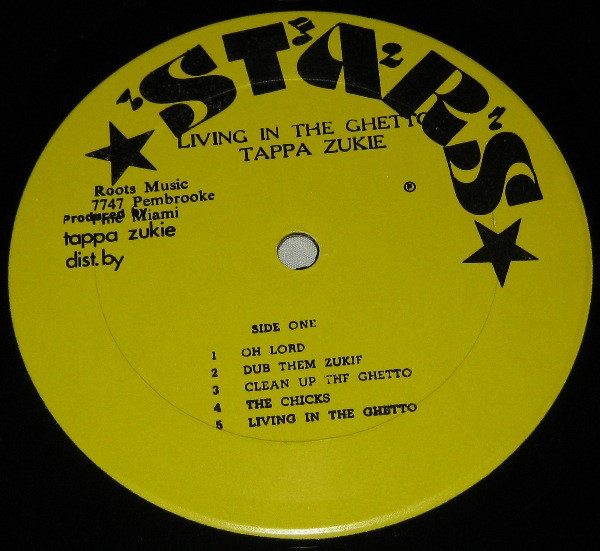 STARS
LIVING IN THE GHETTO
TAPPA ZUKIE
Roots Music
7747 Pembrooke
Pine Miami
Produced by
tappa zukie
dist. by
℗
SIDE ONE
1 OH LORD
2 DUB THEM ZUKIE
3 CLEAN UP THE GHETTO
4 THE CHICKS
5 LIVING IN THE GHETTO